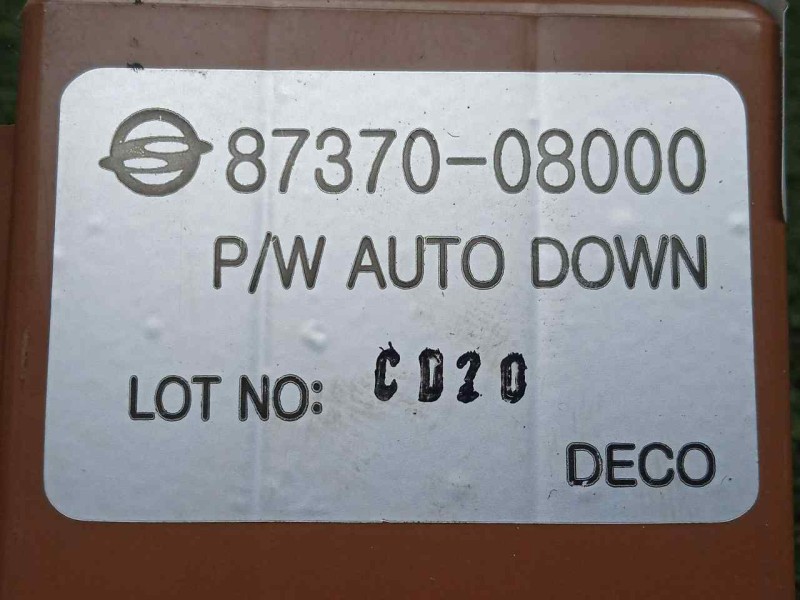 87370-08000
P/W AUTO DOWN
LOT NO: CD20
DECO